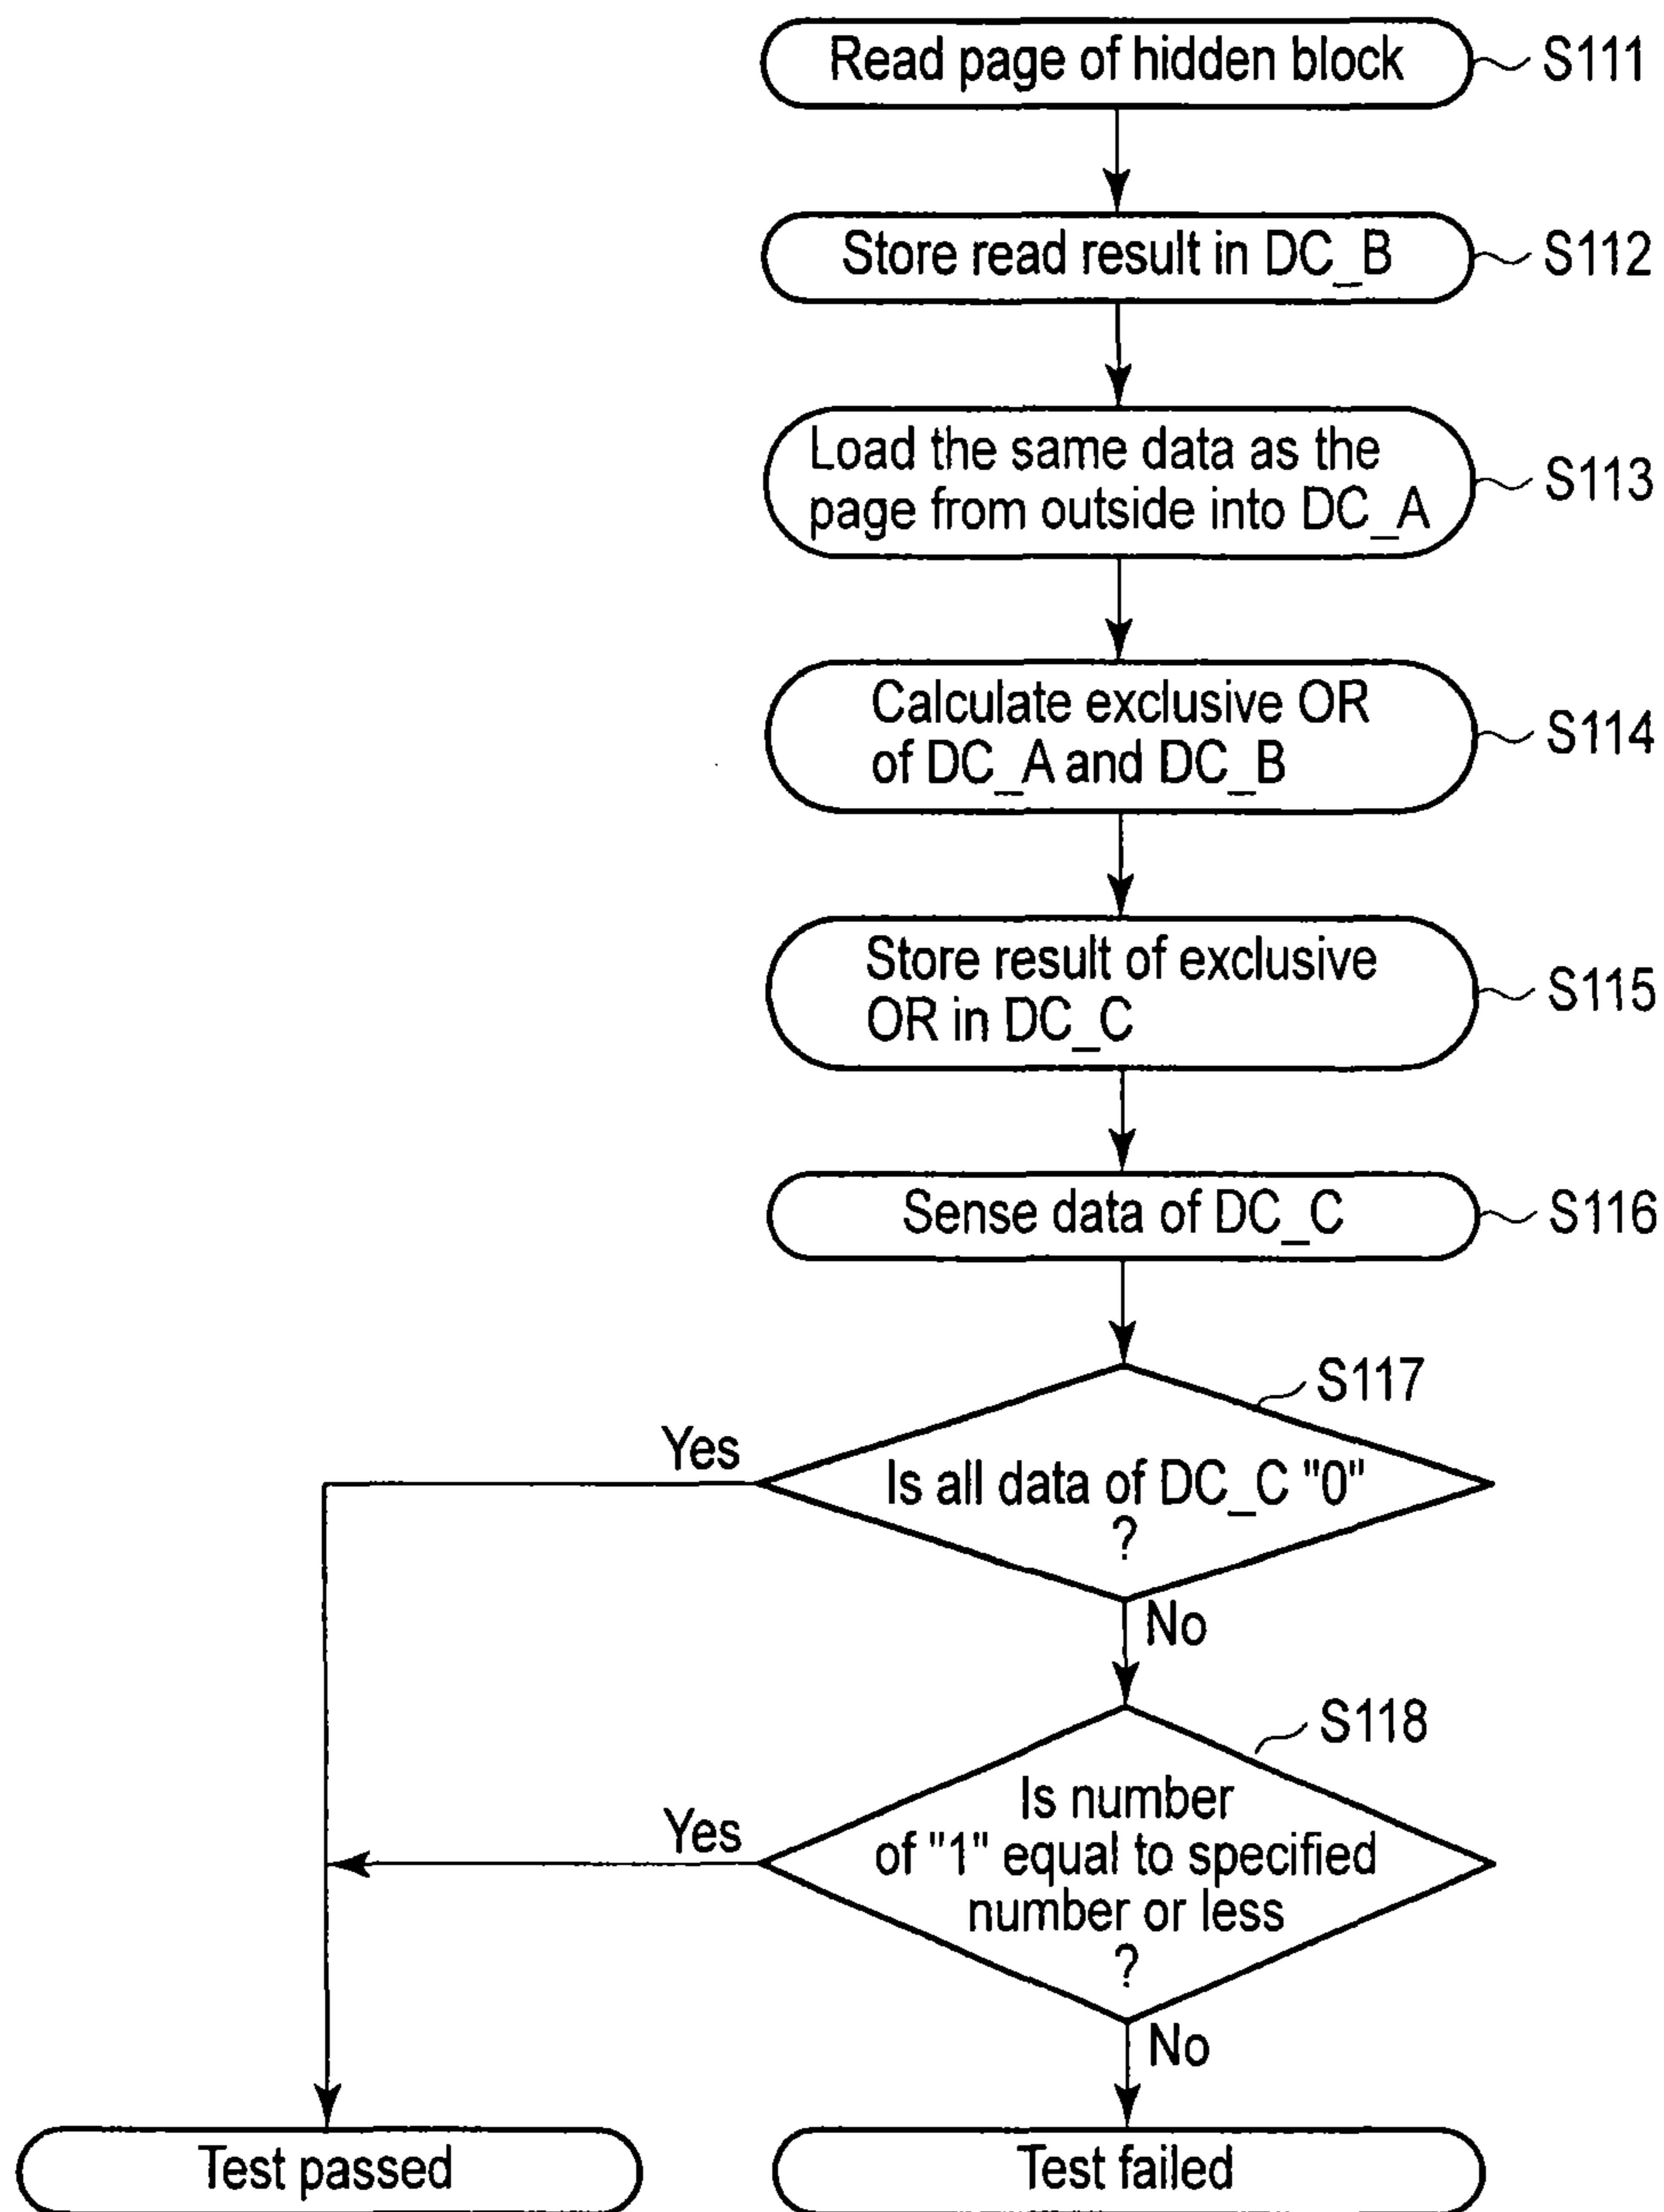 Read page of hidden block
S111
Store read result in DC_B
S112
Load the same data as the
page from outside into DC_A
S113
Calculate exclusive OR
of DC_A and DC_B
S114
Store result of exclusive
OR in DC_C
S115
Sense data of DC_C
S116
S117
Yes
Is all data of DC_C "0"
?
No
S118
Yes
Is number
of "1" equal to specified
number or less
?
No
Test passed
Test failed